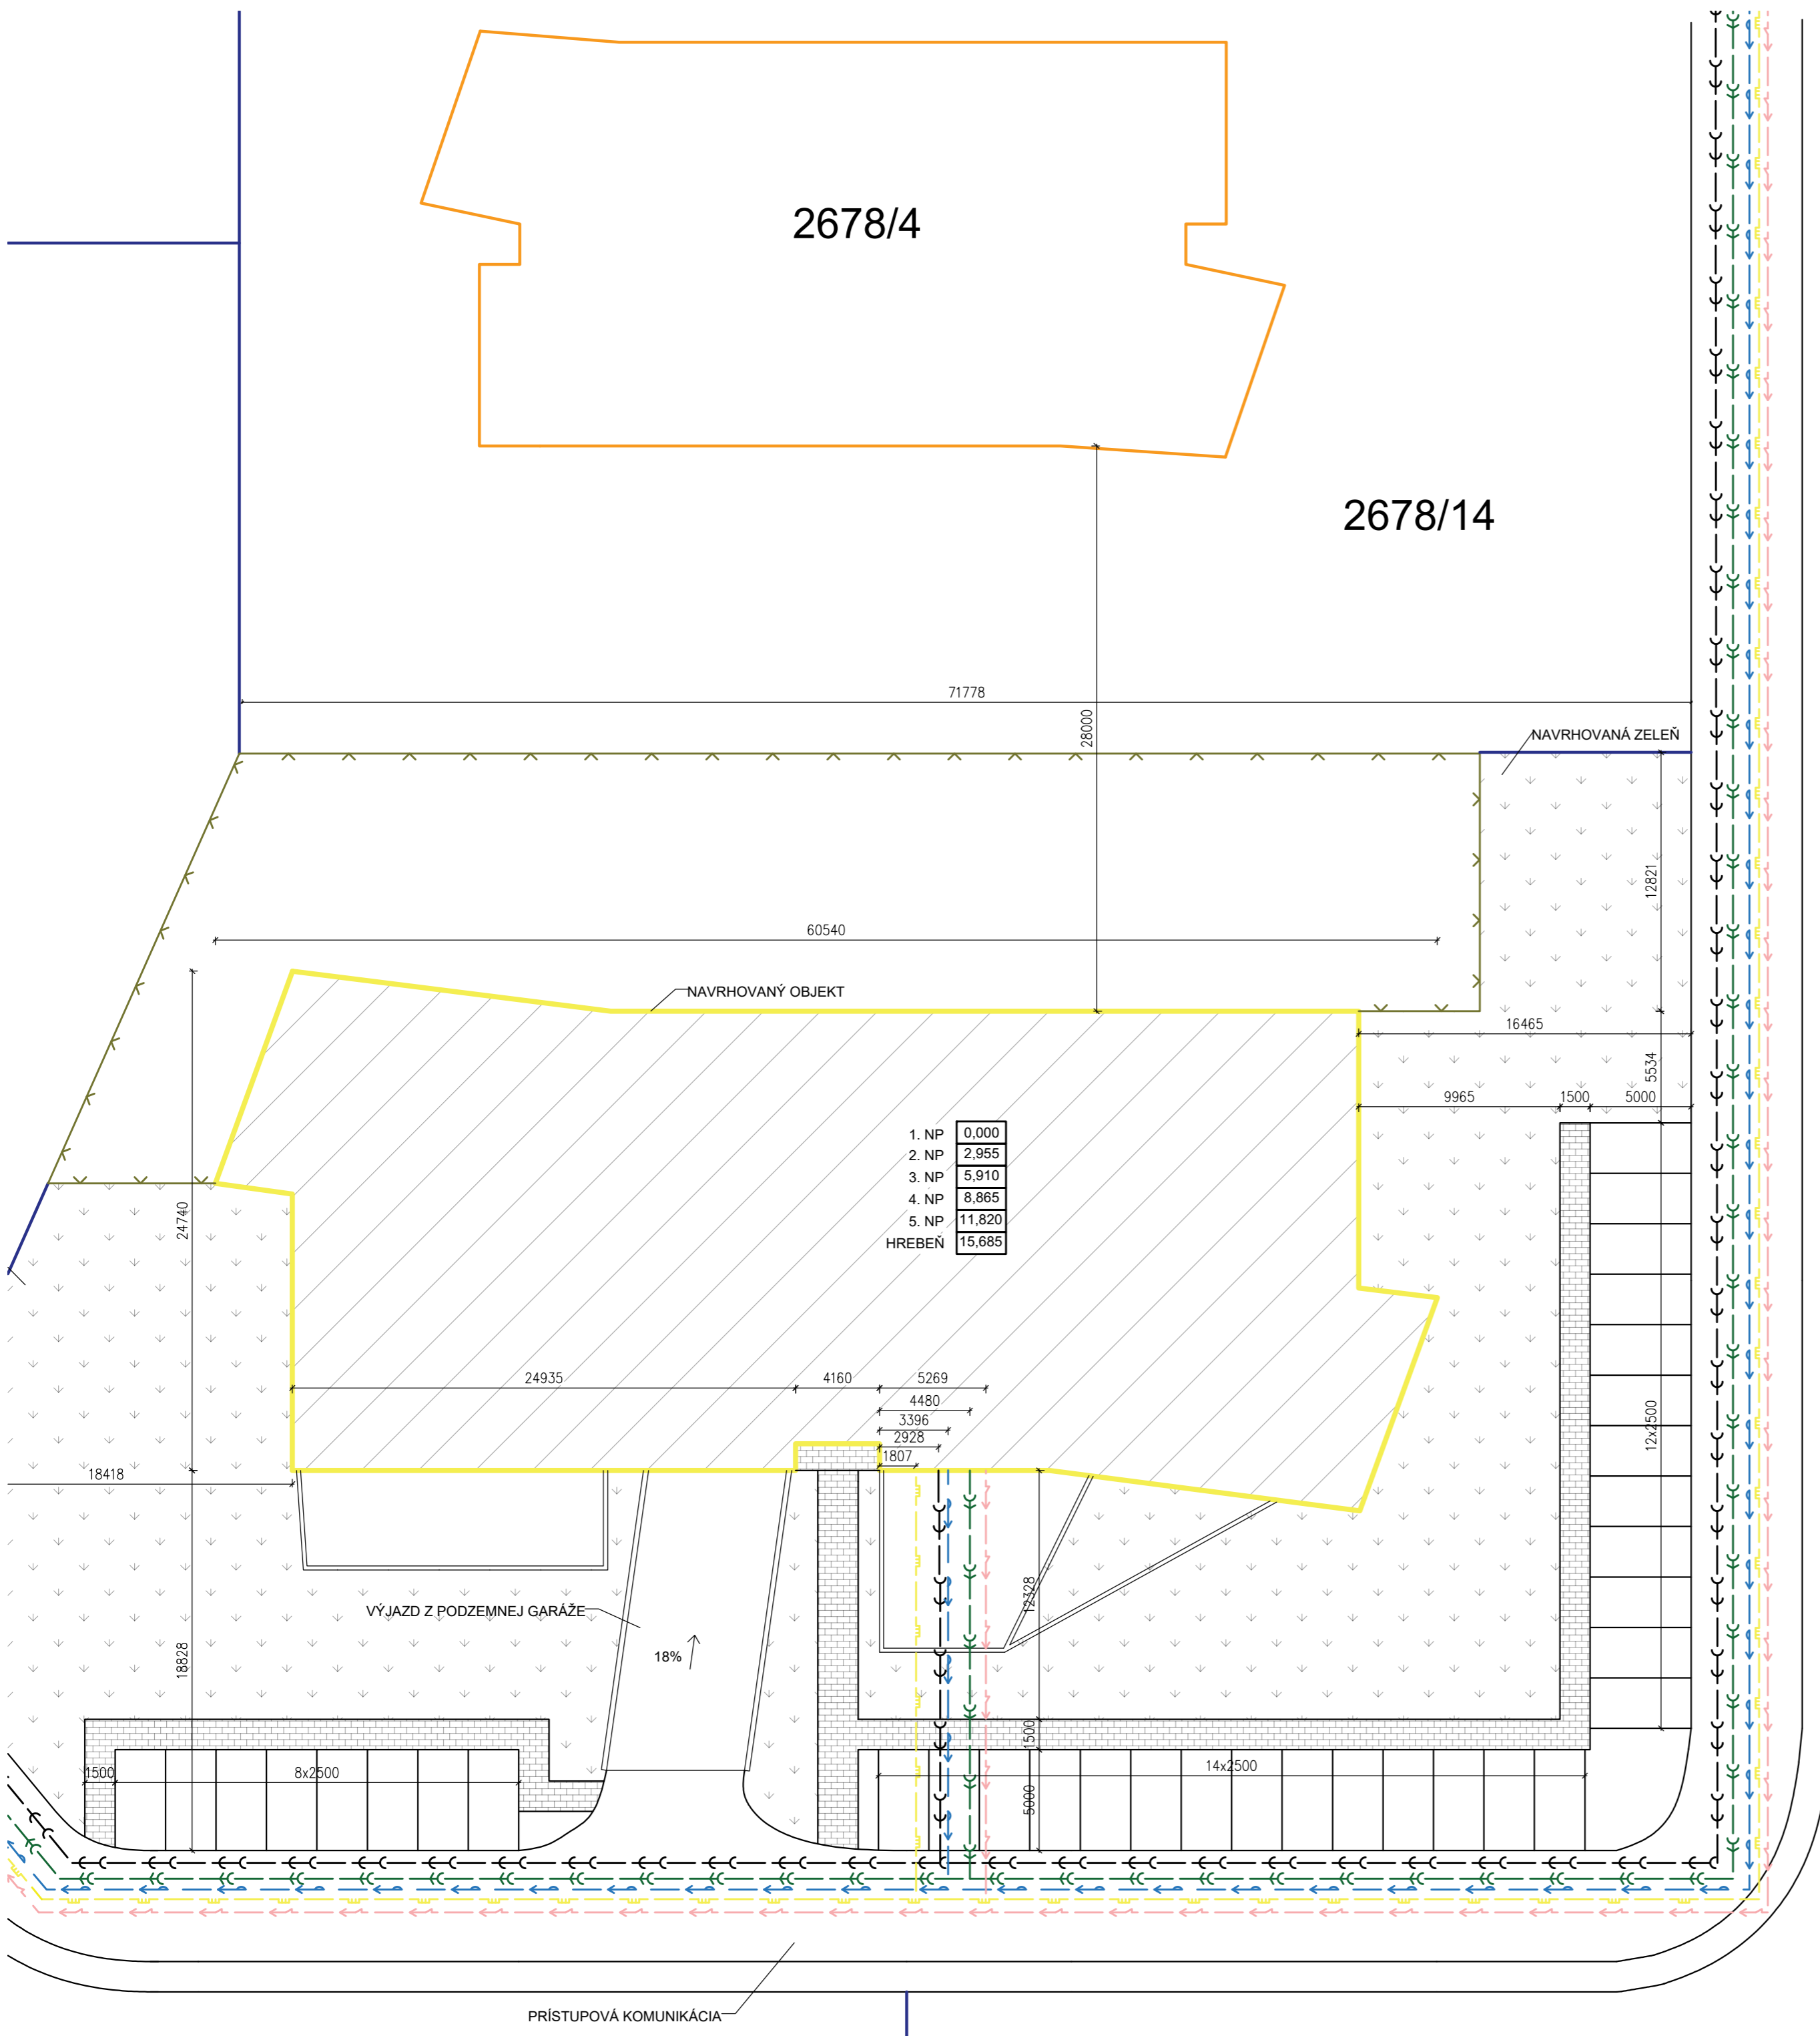 2678/4
2678/14
71778
28000
NAVRHOVANÁ ZELEŇ
12821
60540
NAVRHOVANÝ OBJEKT
16465
5534
9965
1500
5000
1. NP 0,000
2. NP 2,955
3. NP 5,910
4. NP 8,865
5. NP 11,820
HREBEŇ 15,685
24740
24935
4160
5269
4480
3396
2928
1807
12x2500
18418
12328
VÝJAZD Z PODZEMNEJ GARÁŽE
18%
18828
1500
1500
8x2500
14x2500
5000
PRÍSTUPOVÁ KOMUNIKÁCIA